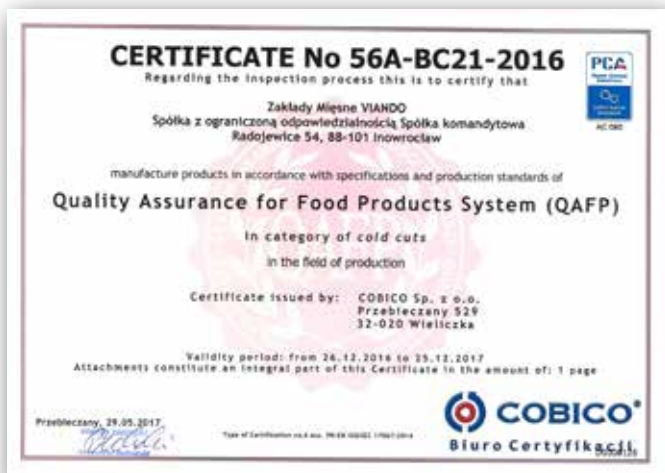 CERTIFICATE No 56A-BC21-2016
Regarding the inspection process this is to certify that
PCA
Zakłady Mięsne VIANDO
Spółka z ograniczoną odpowiedzialnością Spółka komandytowa
Radojewice 54, 88-101 Inowrocław
manufacture products in accordance with specifications and production standards of
Quality Assurance for Food Products System (QAFP)
In category of cold cuts
in the field of production
Certificate issued by: COBICO Sp. z o.o.
Przebieczany 529
32-020 Wieliczka
Validity period: from 26.12.2016 to 25.12.2017
Attachments constitute an integral part of this Certificate in the amount of: 1 page
Przebieczany, 29.05.2017
Type of Certification
COBICO
Biuro Certyfikacji